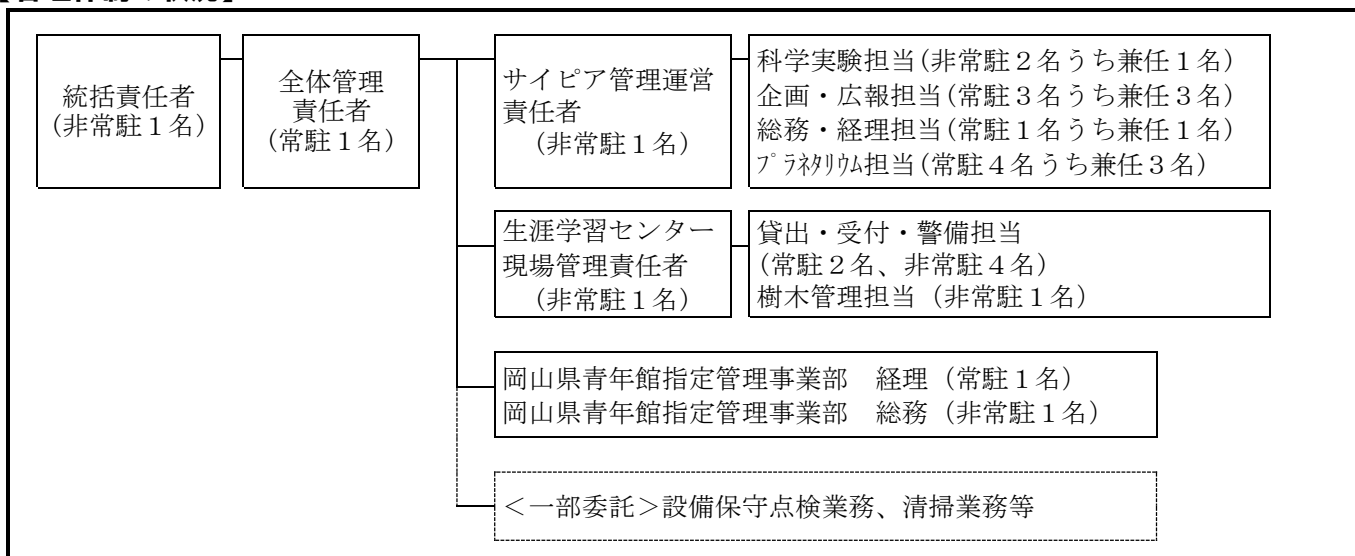 統括責任者
(非常駐１名)
全体管理
責任者
(常駐１名)
サイピア管理運営
責任者
(非常駐１名)
科学実験担当(非常駐２名うち兼任１名)
企画・広報担当(常駐３名うち兼任３名)
総務・経理担当(常駐１名うち兼任１名)
ﾌﾟﾗﾈﾀﾘｳﾑ担当(常駐４名うち兼任３名)
生涯学習センター
現場管理責任者
(非常駐１名)
貸出・受付・警備担当
(常駐２名、非常駐４名)
樹木管理担当（非常駐１名）
岡山県青年館指定管理事業部　経理（常駐１名）
岡山県青年館指定管理事業部　総務（非常駐１名）
＜一部委託＞設備保守点検業務、清掃業務等